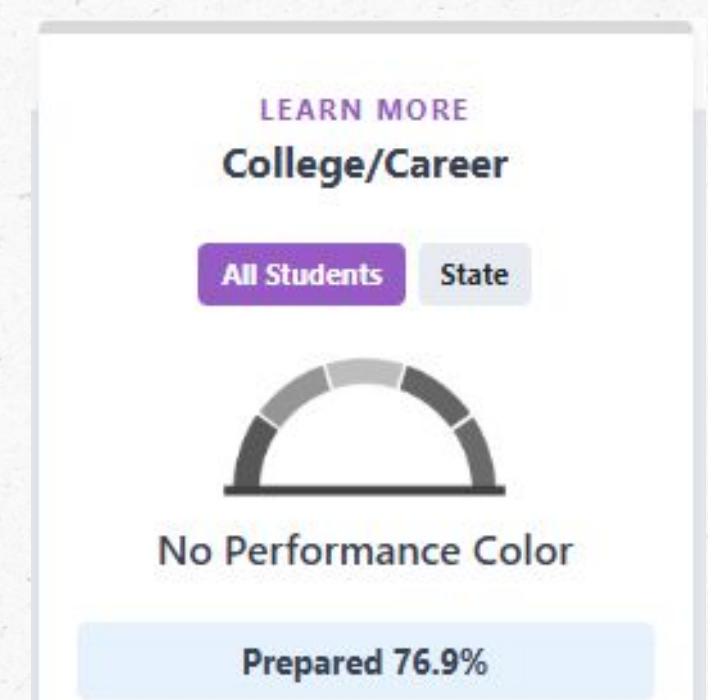 LEARN MORE
College/Career
All Students State
No Performance Color
Prepared 76.9%